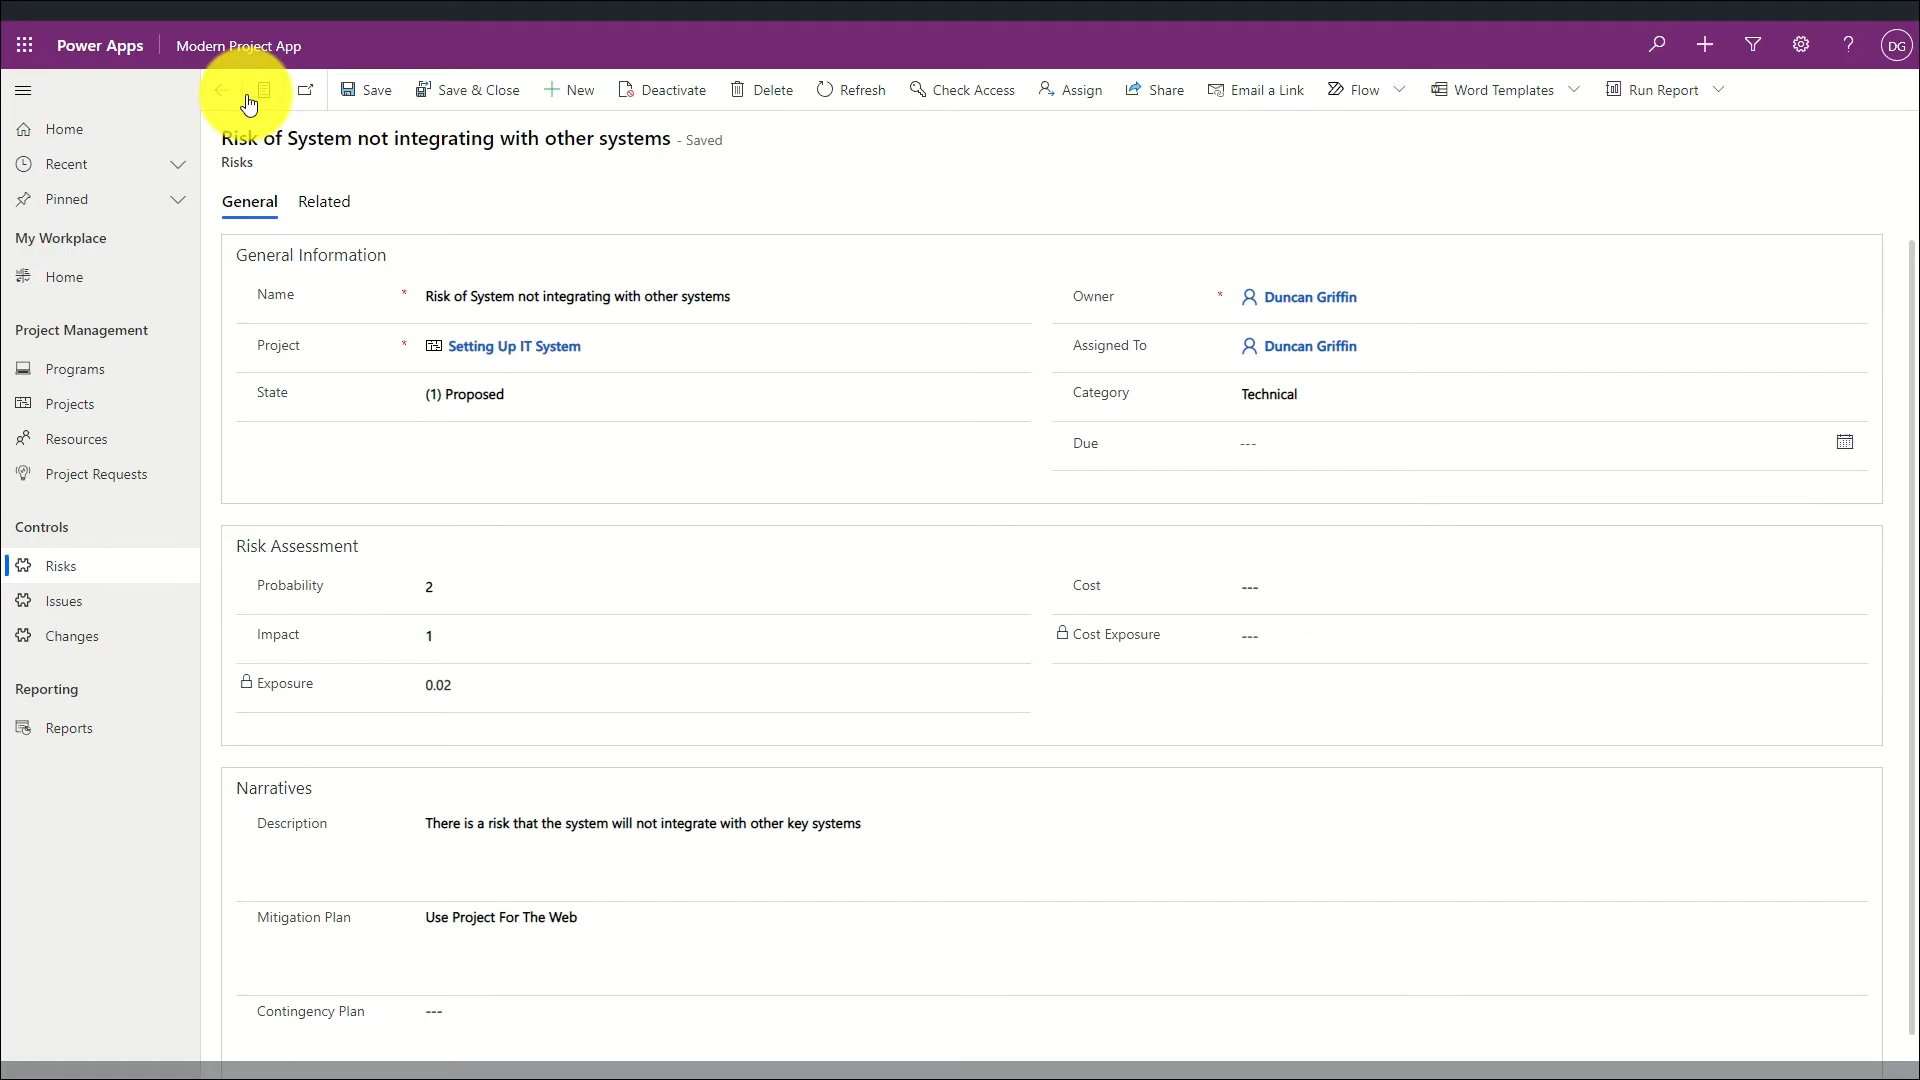 Power Apps
Modern Project App
DG
Save
Save & Close
New
Deactivate
Delete
Refresh
Check Access
Assign
Share
Email a Link
Flow
Word Templates
Run Report
Home
Recent
Pinned
My Workplace
Home
Project Management
Programs
Projects
Resources
Project Requests
Controls
Risks
Issues
Changes
Reporting
Reports
Risk of System not integrating with other systems - Saved
Risks
General Related
General Information
Name * Risk of System not integrating with other systems
Owner * Duncan Griffin
Project * Setting Up IT System
Assigned To Duncan Griffin
State (1) Proposed
Category Technical
Due ---
Risk Assessment
Probability 2
Cost ---
Impact 1
Cost Exposure ---
Exposure 0.02
Narratives
Description There is a risk that the system will not integrate with other key systems
Mitigation Plan Use Project For The Web
Contingency Plan ---